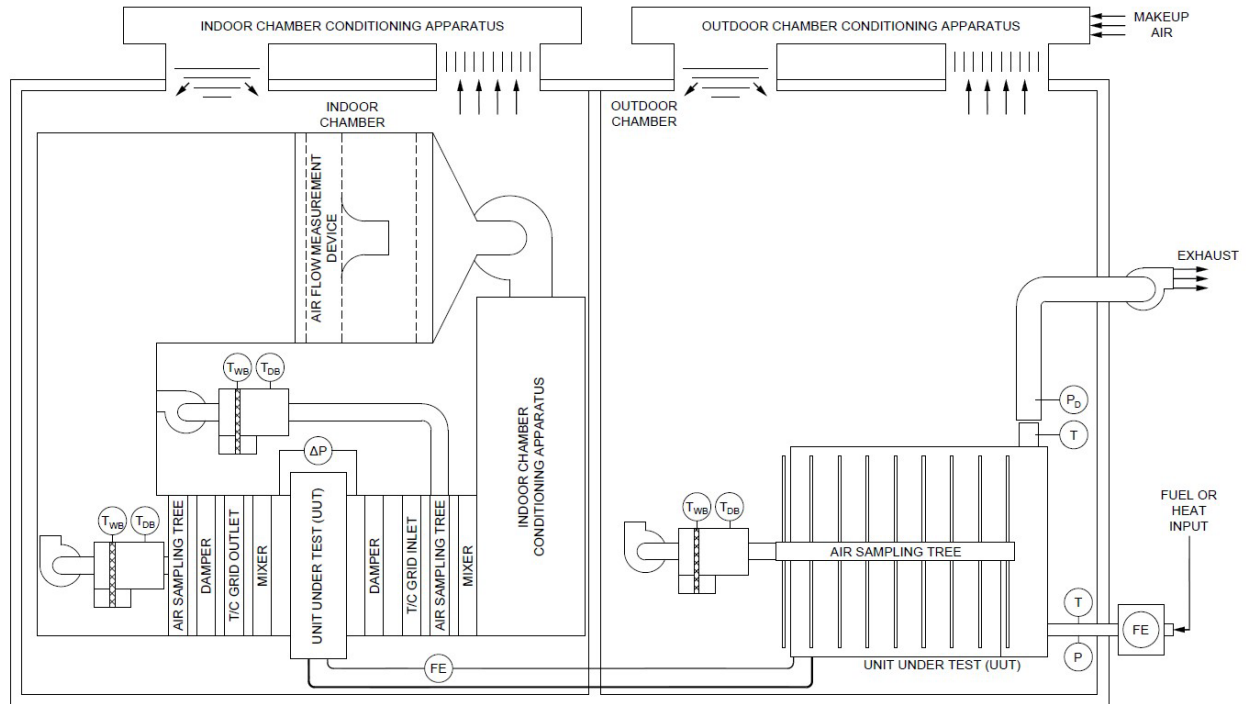 INDOOR CHAMBER CONDITIONING APPARATUS
OUTDOOR CHAMBER CONDITIONING APPARATUS
MAKEUP
AIR
INDOOR
CHAMBER
OUTDOOR
CHAMBER
AIR FLOW MEASUREMENT
DEVICE
EXHAUST
TWB
TDB
PD
T
ΔP
INDOOR CHAMBER
CONDITIONING APPARATUS
FUEL OR
HEAT
INPUT
TWB
TDB
AIR SAMPLING TREE
DAMPER
T/C GRID OUTLET
MIXER
UNIT UNDER TEST (UUT)
DAMPER
T/C GRID INLET
AIR SAMPLING TREE
MIXER
TWB
TDB
AIR SAMPLING TREE
T
FE
P
FE
UNIT UNDER TEST (UUT)